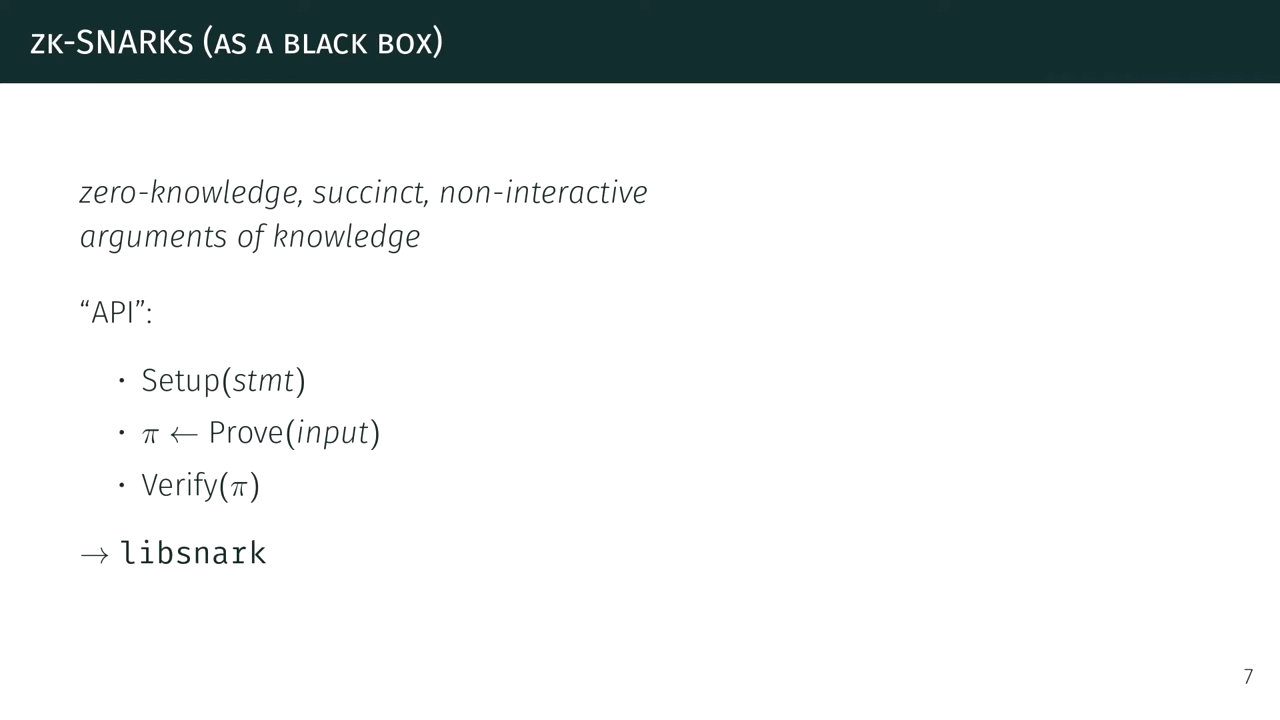 zk-SNARKs (as a black box)
zero-knowledge, succinct, non-interactive
arguments of knowledge
“API”:
• Setup(stmt)
• π ← Prove(input)
• Verify(π)
→ libsnark
7